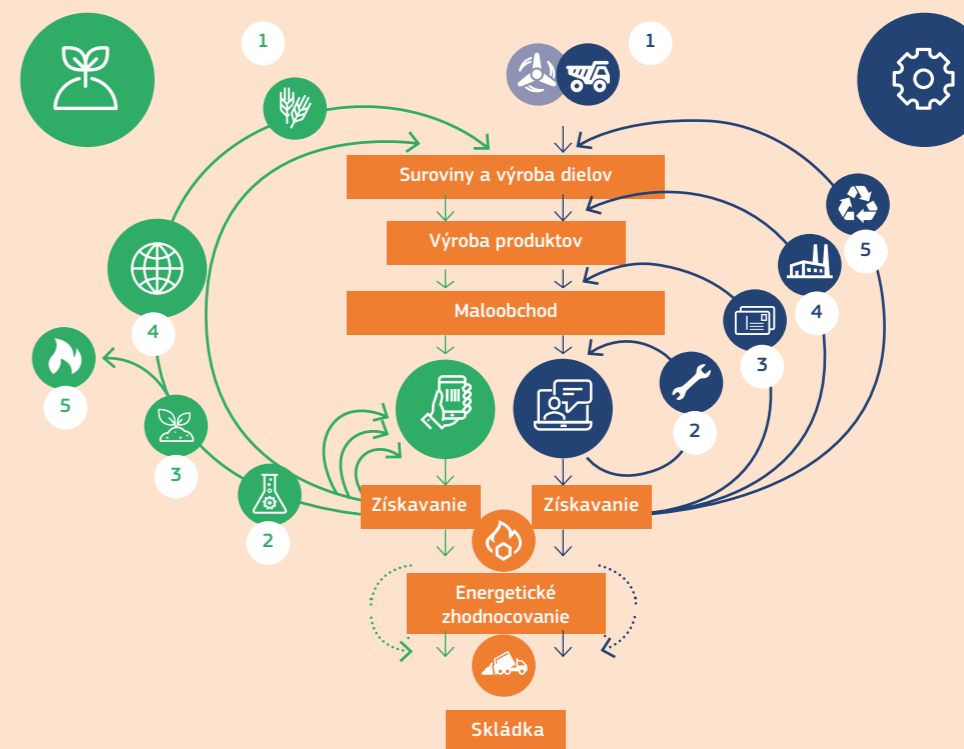 1
1
Suroviny a výroba dielov
Výroba produktov
5
4
4
Maloobchod
3
5
2
3
Získavanie
Získavanie
2
Energetické
zhodnocovanie
Skládka